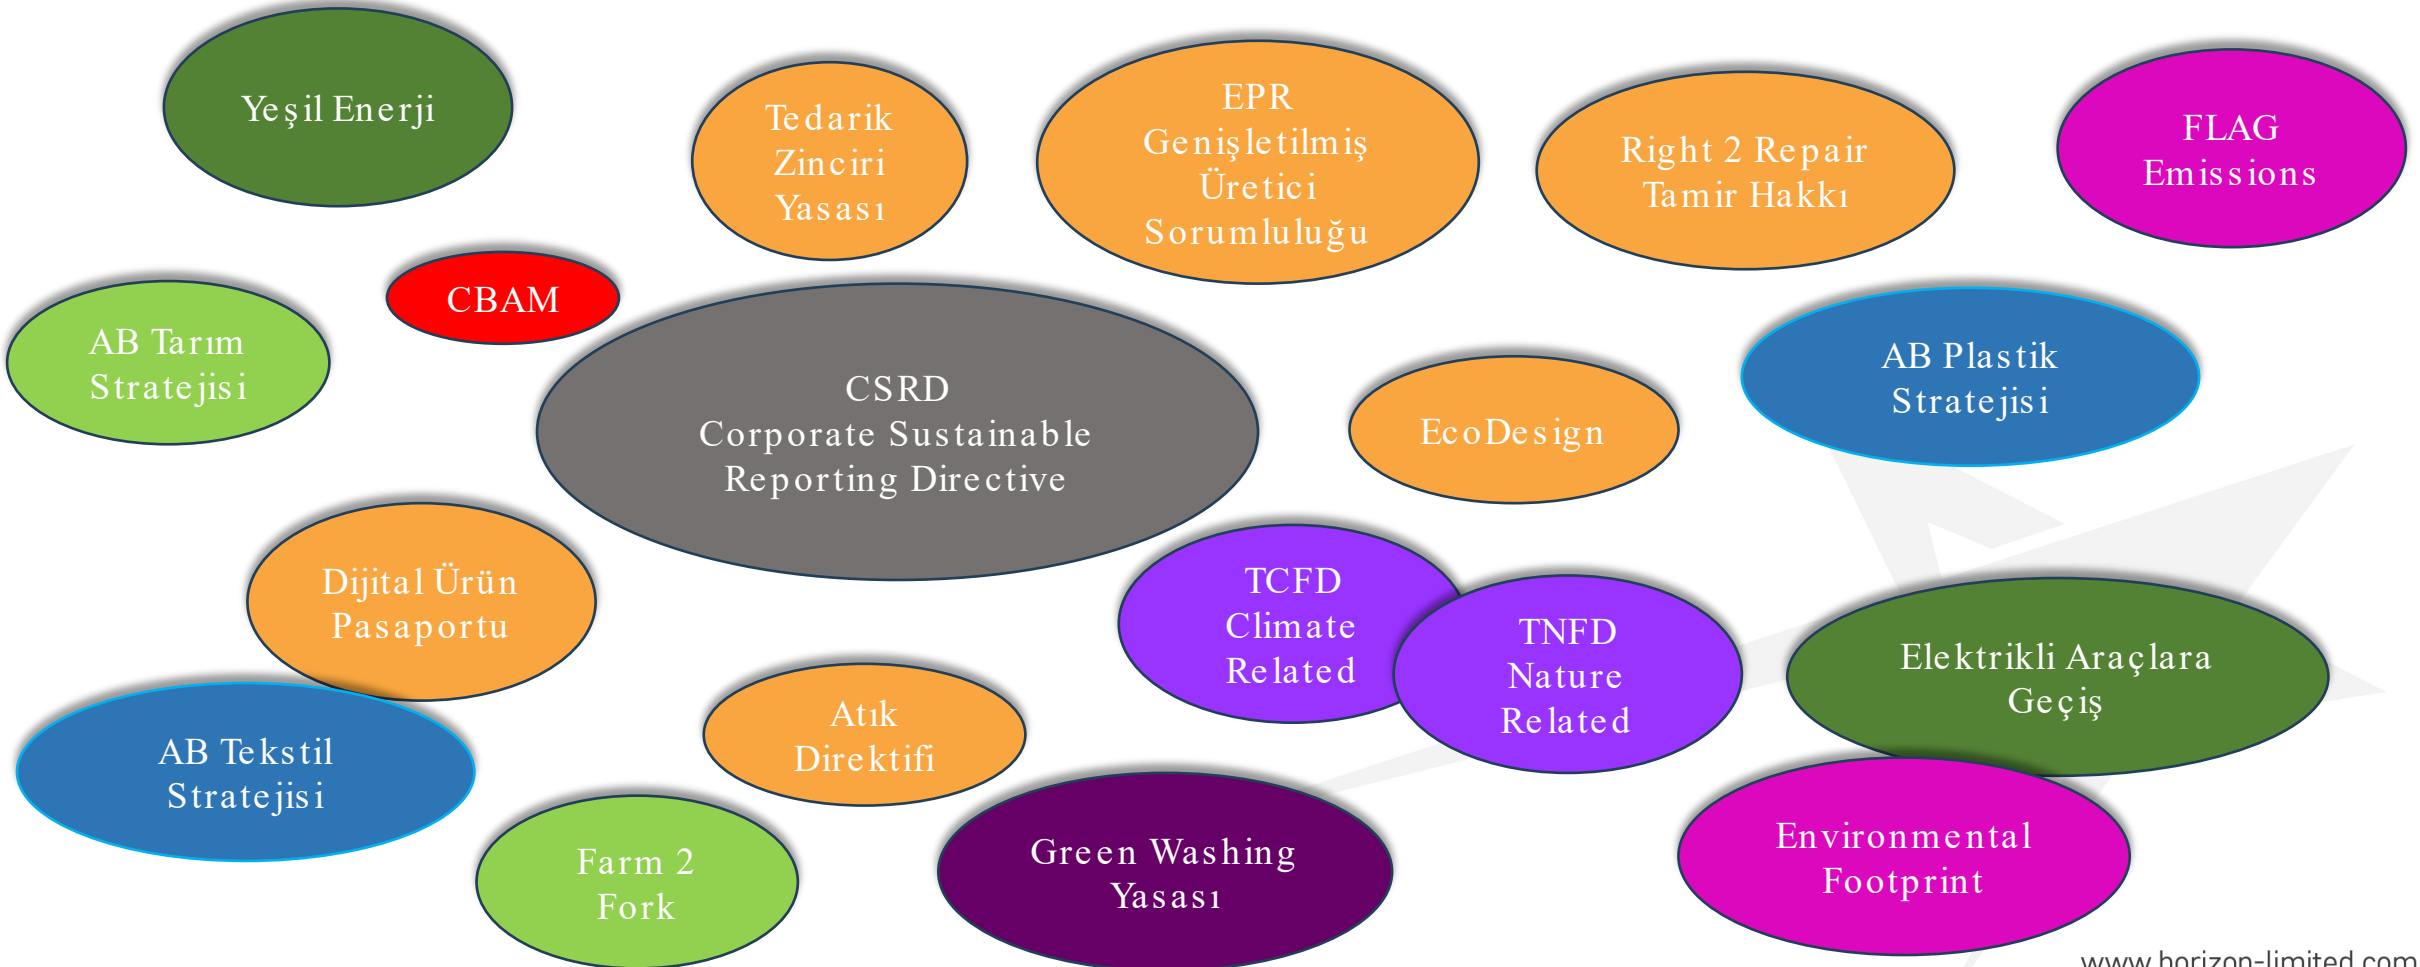 Yeşil Enerji
Tedarik
Zinciri
Yasası
EPR
Genişletilmiş
Üretici
Sorumluluğu
Right 2 Repair
Tamir Hakkı
FLAG
Emissions
CBAM
AB Tarım
Stratejisi
CSRD
Corporate Sustainable
Reporting Directive
EcoDesign
AB Plastik
Stratejisi
Dijital Ürün
Pasaportu
TCFD
Climate
Related
TNFD
Nature
Related
Elektrikli Araçlara
Geçiş
AB Tekstil
Stratejisi
Atık
Direktifi
Farm 2
Fork
Green Washing
Yasası
Environmental
Footprint
www.horizon-limited.com